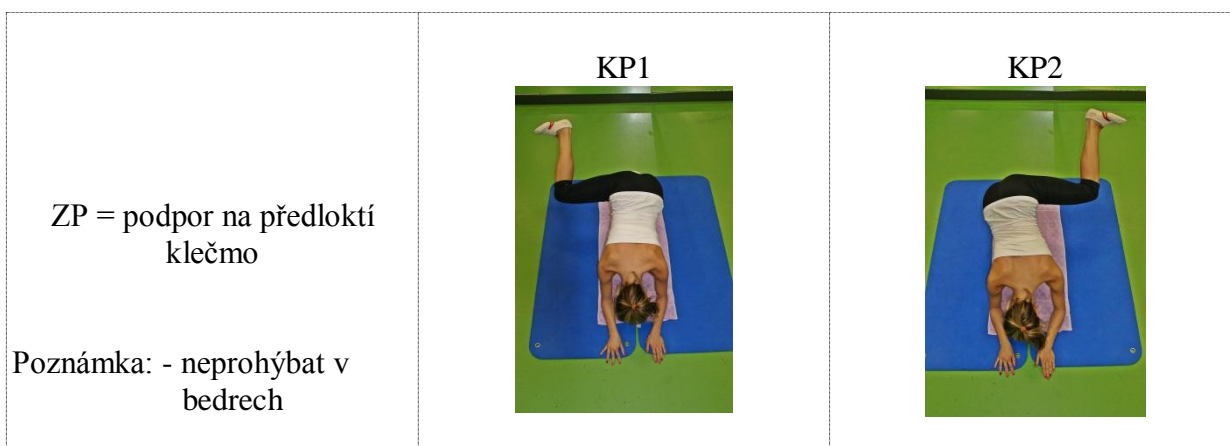 KP1
KP2
ZP = podpor na předloktí
klečmo
Poznámka: - neprohýbat v
bedrech